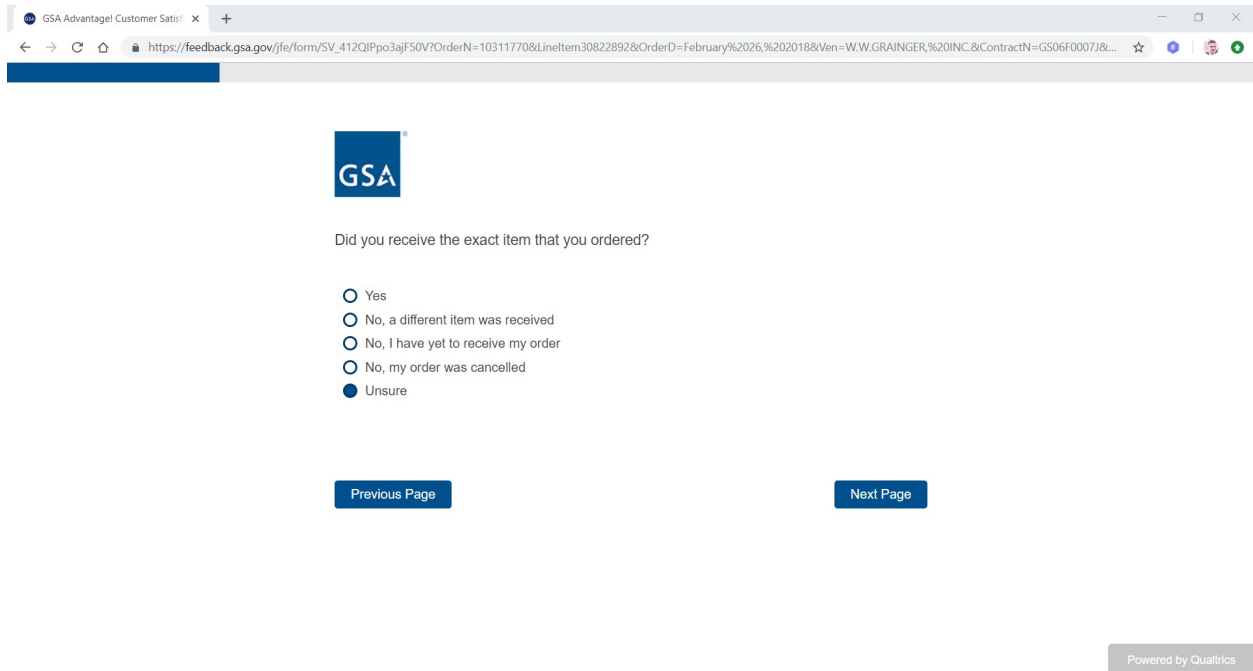 GSA Advantage! Customer Satisf
https://feedback.gsa.gov/jfe/form/SV_412QIPpo3ajF50V?OrderN=10311770&LineItem30822892&OrderD=February%2026,%202018&Ven=W.W.GRAINGER,%20INC.&ContractN=GS06F0007J&...
GSA
Did you receive the exact item that you ordered?
Yes
No, a different item was received
No, I have yet to receive my order
No, my order was cancelled
Unsure
Previous Page Next Page
Powered by Qualtrics